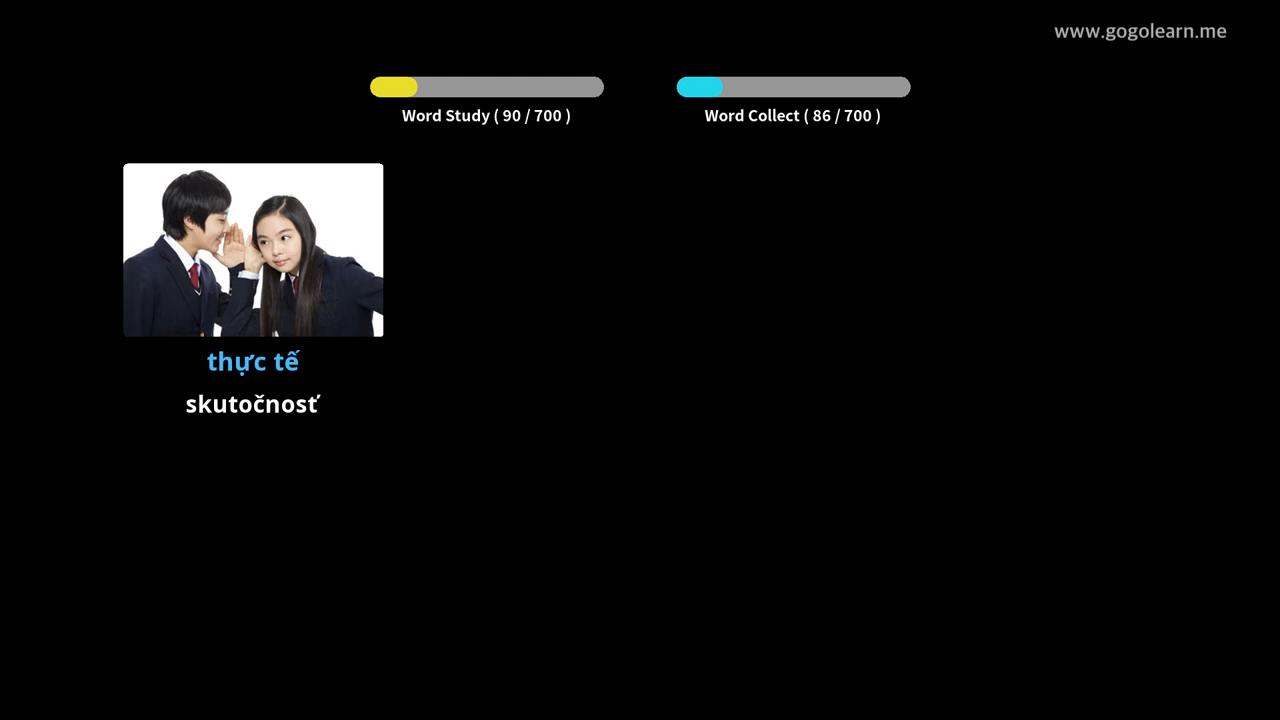 www.gogolearn.me
Word Study ( 90 / 700 )
Word Collect ( 86 / 700 )
thực tế
skutočnosť